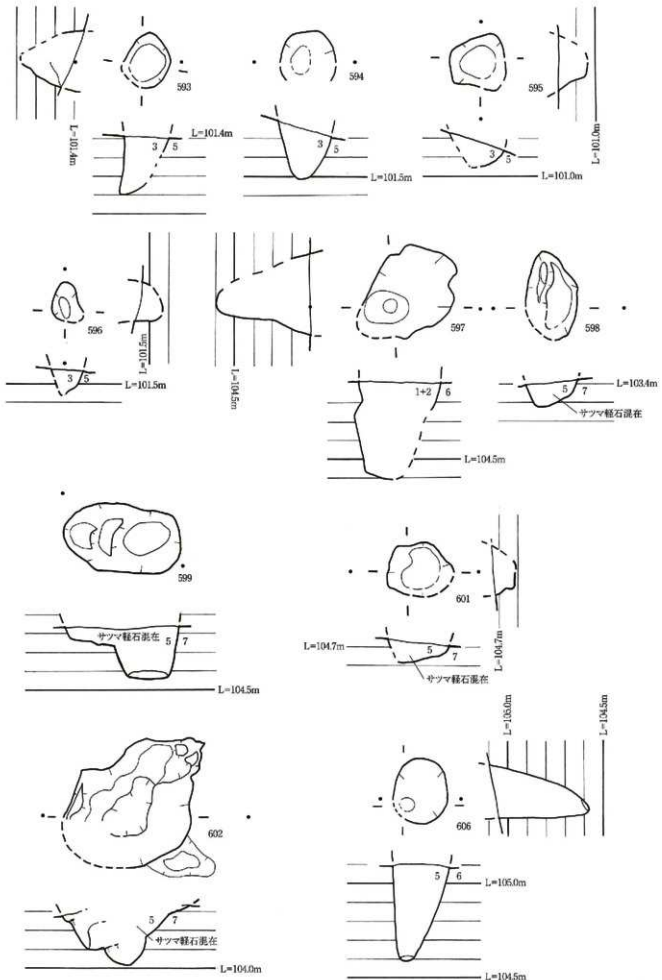 593
L=101.4m
L=101.4m
3 5
594
3 5
L=101.5m
595
L=101.0m
3 5
L=101.0m
596
L=101.5m
3 5
L=101.5m
L=104.5m
597
1+2 6
L=104.5m
598
L=103.4m
5 7
サツマ軽石混在
599
サツマ軽石混在 5 7
L=104.5m
601
L=104.7m
L=104.7m
5 7
サツマ軽石混在
602
5 7
サツマ軽石混在
L=104.0m
606
L=105.0m
L=104.5m
5 6
L=105.0m
L=104.5m